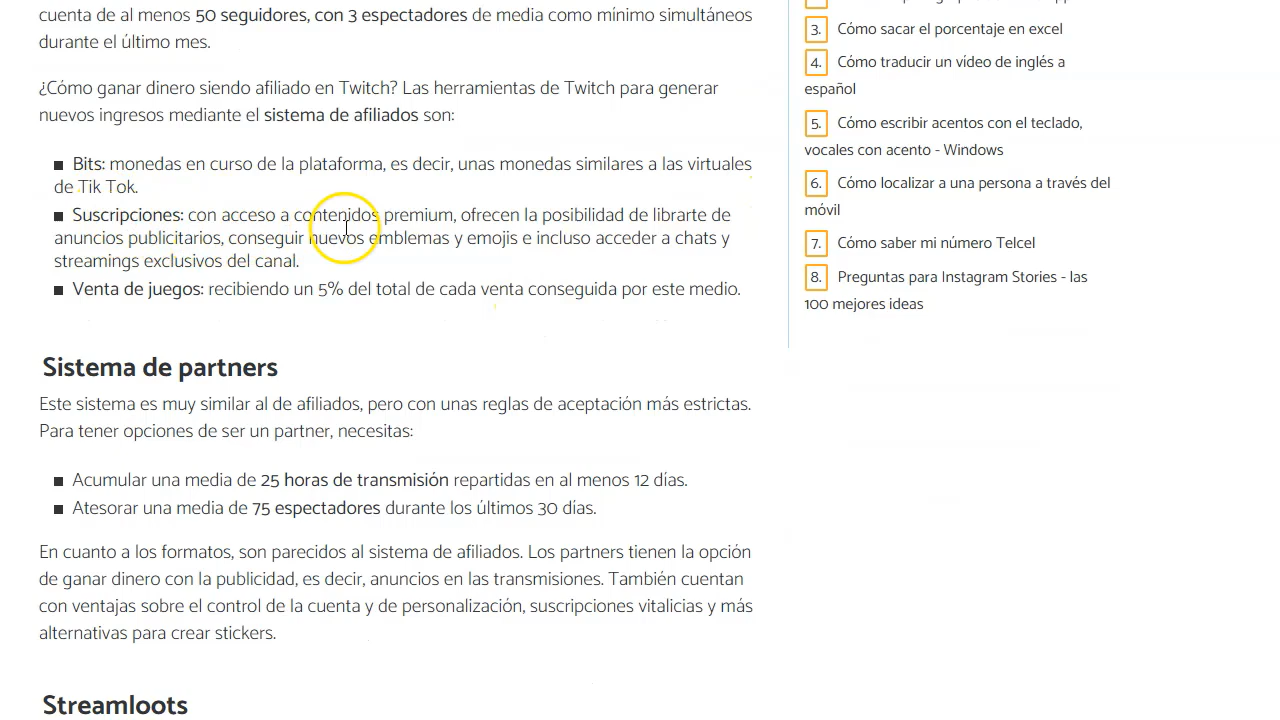 cuenta de al menos 50 seguidores, con 3 espectadores de media como mínimo simultáneos
durante el último mes.
¿Cómo ganar dinero siendo afiliado en Twitch? Las herramientas de Twitch para generar
nuevos ingresos mediante el sistema de afiliados son:
Bits: monedas en curso de la plataforma, es decir, unas monedas similares a las virtuales
de Tik Tok.
Suscripciones: con acceso a contenidos premium, ofrecen la posibilidad de librarte de
anuncios publicitarios, conseguir nuevos emblemas y emojis e incluso acceder a chats y
streamings exclusivos del canal.
Venta de juegos: recibiendo un 5% del total de cada venta conseguida por este medio.
Sistema de partners
Este sistema es muy similar al de afiliados, pero con unas reglas de aceptación más estrictas.
Para tener opciones de ser un partner, necesitas:
Acumular una media de 25 horas de transmisión repartidas en al menos 12 días.
Atesorar una media de 75 espectadores durante los últimos 30 días.
En cuanto a los formatos, son parecidos al sistema de afiliados. Los partners tienen la opción
de ganar dinero con la publicidad, es decir, anuncios en las transmisiones. También cuentan
con ventajas sobre el control de la cuenta y de personalización, suscripciones vitalicias y más
alternativas para crear stickers.
Streamloots
3. Cómo sacar el porcentaje en excel
4. Cómo traducir un vídeo de inglés a
español
5. Cómo escribir acentos con el teclado,
vocales con acento - Windows
6. Cómo localizar a una persona a través del
móvil
7. Cómo saber mi número Telcel
8. Preguntas para Instagram Stories - las
100 mejores ideas